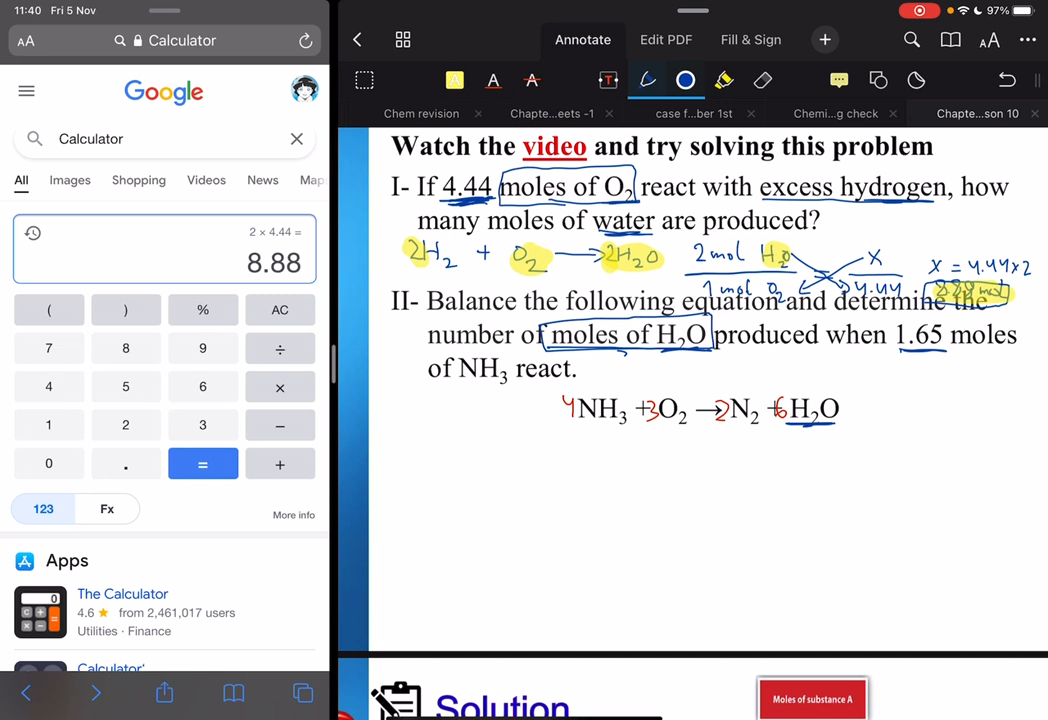 11:40 Fri 5 Nov
97%
AA Calculator
Google
Calculator
All Images Shopping Videos News Map
2 × 4.44 =
8.88
( ) % AC
7 8 9 ÷
4 5 6 ×
1 2 3 −
0 . = +
123 Fx
More info
Apps
The Calculator
4.6 ★ from 2,461,017 users
Utilities · Finance
Calculator'
Annotate Edit PDF Fill & Sign
AA
A A A T
Chem revision × Chapte...eets -1 × case f...ber 1st × Chemi...g check × Chapte...son 10 ×
Watch the video and try solving this problem
I- If 4.44 moles of O₂ react with excess hydrogen, how
many moles of water are produced?
2H₂ + O₂ → 2H₂O 2mol H₂O x x = 4.44×2
1 mol O₂ 4.44 8.88 mol
II- Balance the following equation and determine the
number of moles of H₂O produced when 1.65 moles
of NH₃ react.
4NH₃ +3O₂ →2N₂ +6H₂O
Solution
Moles of substance A